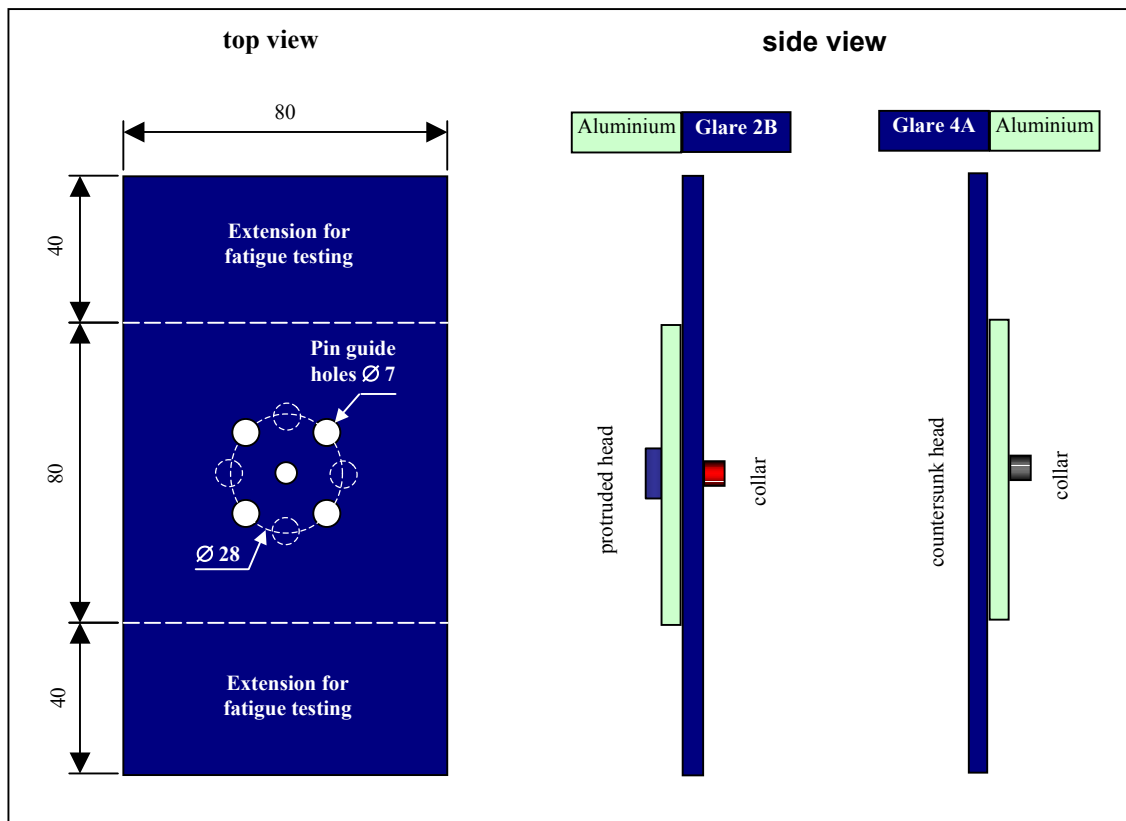 top view
side view
80
Aluminium
Glare 2B
Glare 4A
Aluminium
40
Extension for
fatigue testing
Pin guide
holes ∅ 7
80
∅ 28
protruded head
collar
countersunk head
collar
40
Extension for
fatigue testing